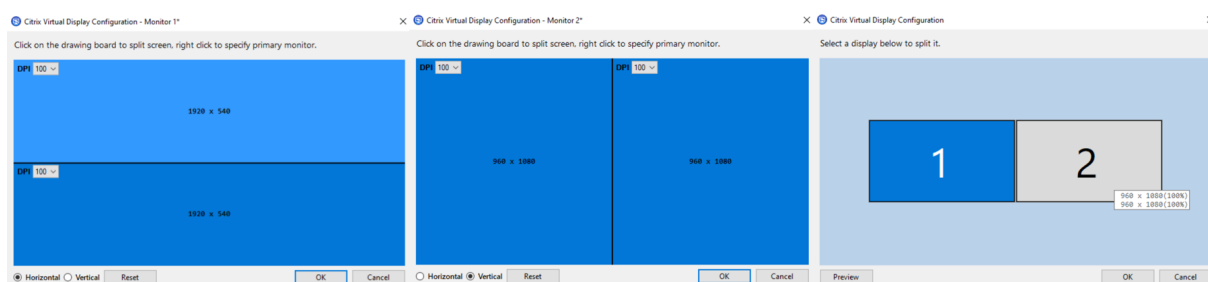 Citrix Virtual Display Configuration - Monitor 1*
Click on the drawing board to split screen, right click to specify primary monitor.
DPI 100
1920 x 540
DPI 100
1920 x 540
Horizontal Vertical Reset OK Cancel
Citrix Virtual Display Configuration - Monitor 2*
Click on the drawing board to split screen, right click to specify primary monitor.
DPI 100 DPI 100
960 x 1080 960 x 1080
Horizontal Vertical Reset OK Cancel
Citrix Virtual Display Configuration
Select a display below to split it.
1 2
960 x 1080(100%)
960 x 1080(100%)
Preview OK Cancel